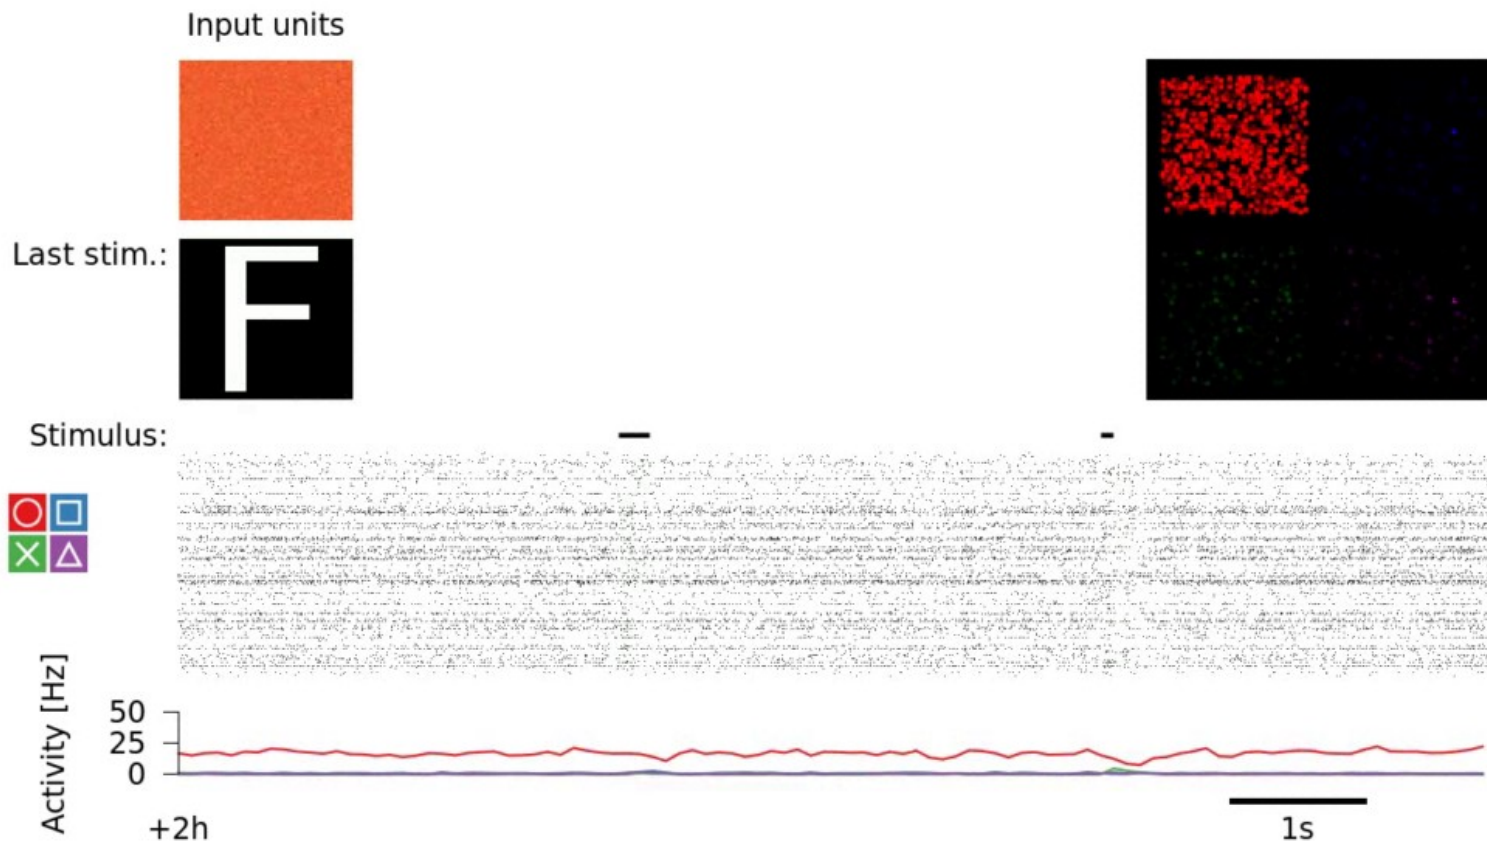 Input units
Last stim.:
F
Stimulus:
Activity [Hz]
50
25
0
+2h
1s